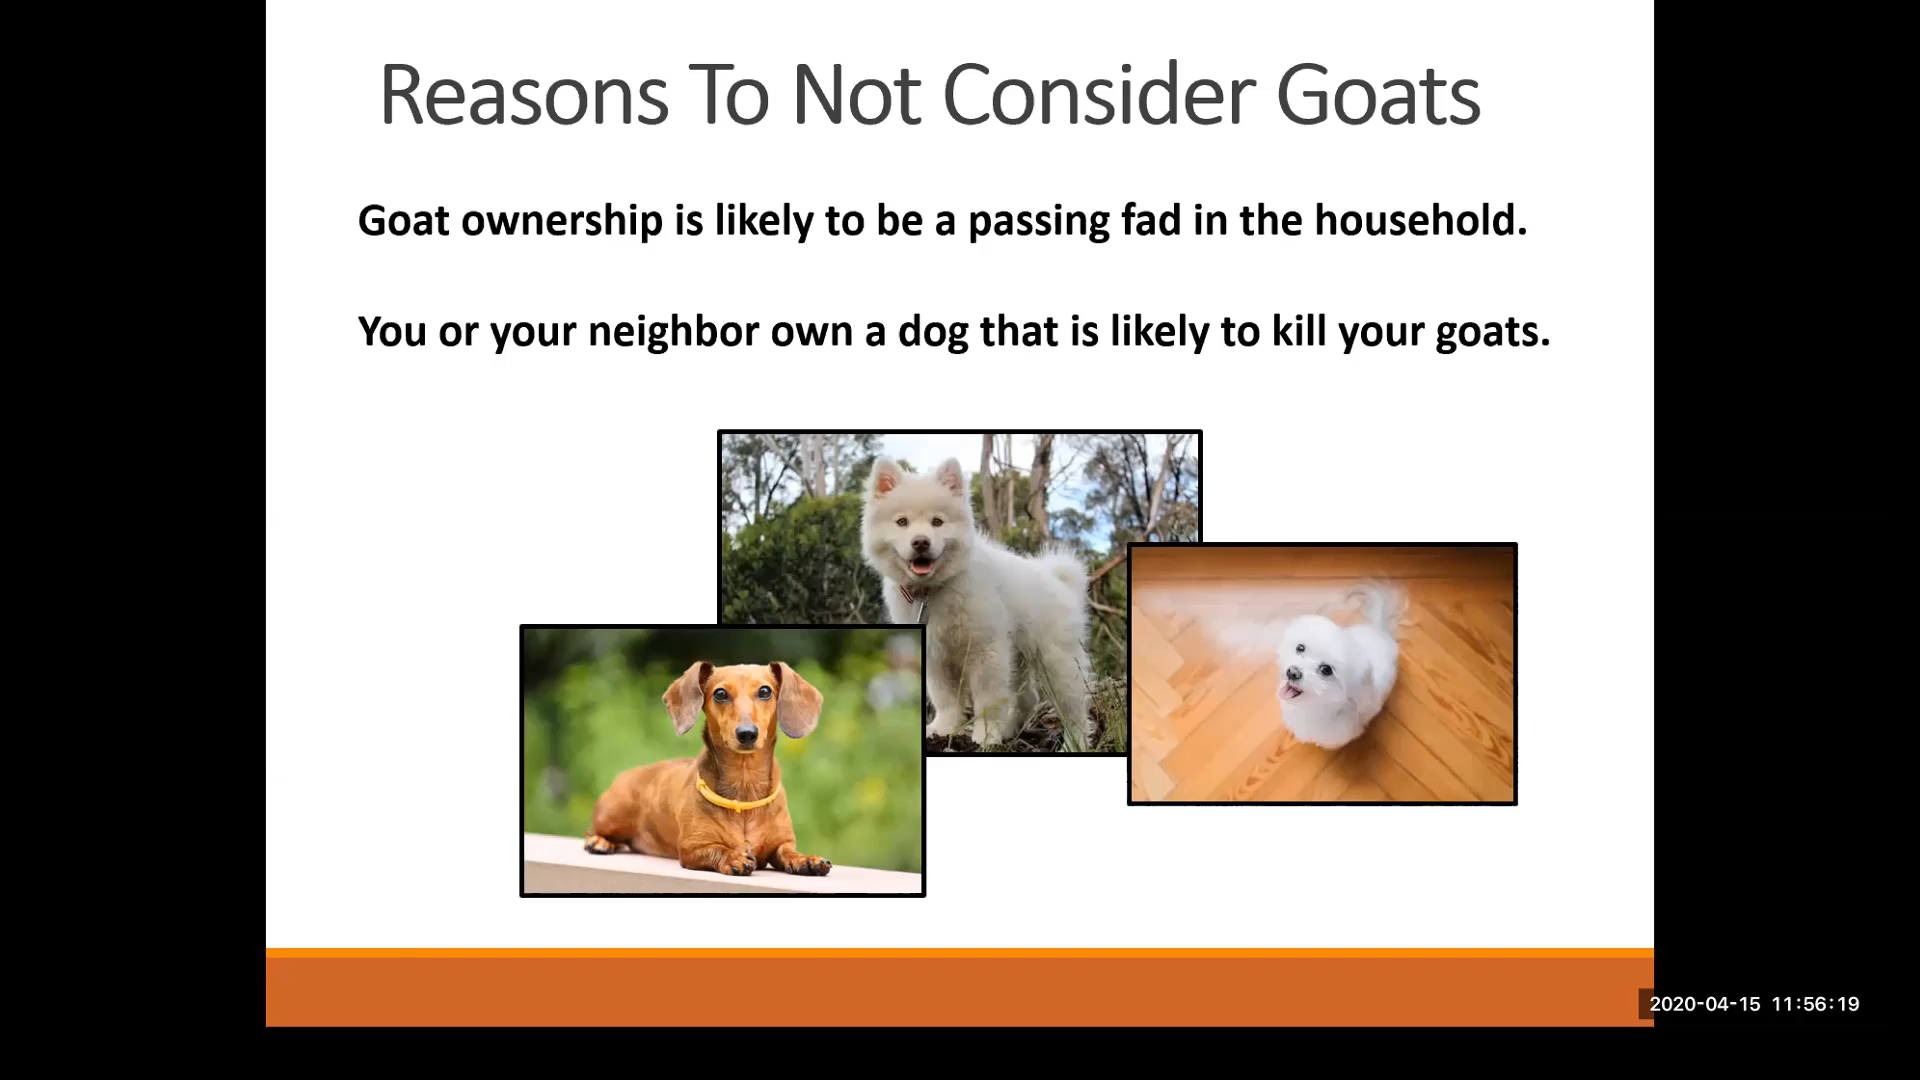 Reasons To Not Consider Goats
Goat ownership is likely to be a passing fad in the household.
You or your neighbor own a dog that is likely to kill your goats.
2020-04-15 11:56:19